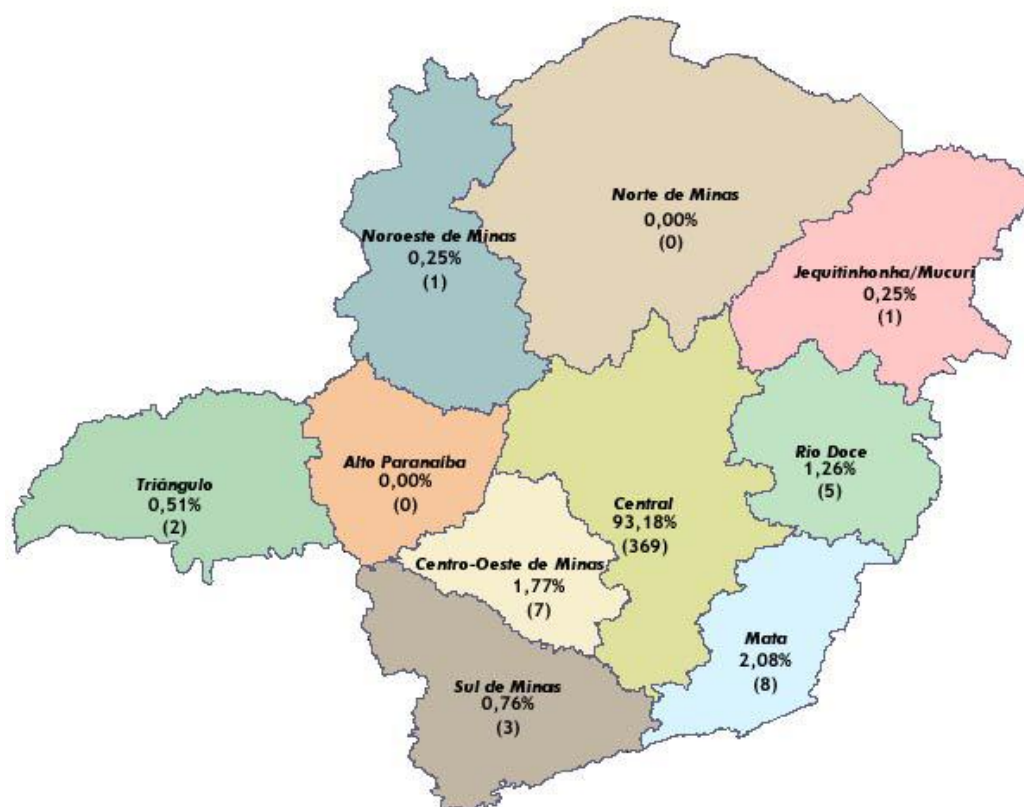 Norte de Minas
0,00%
(0)
Noroeste de Minas
0,25%
(1)
Jequitinhonha/Mucuri
0,25%
(1)
Rio Doce
1,26%
(5)
Alto Paranaíba
0,00%
(0)
Triângulo
0,51%
(2)
Central
93,18%
(369)
Centro-Oeste de Minas
1,77%
(7)
Mata
2,08%
(8)
Sul de Minas
0,76%
(3)